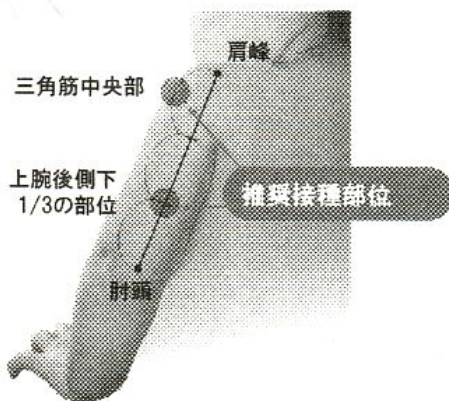 肩峰
三角筋中央部
上腕後側下
1/3の部位
推奨接種部位
肘頭